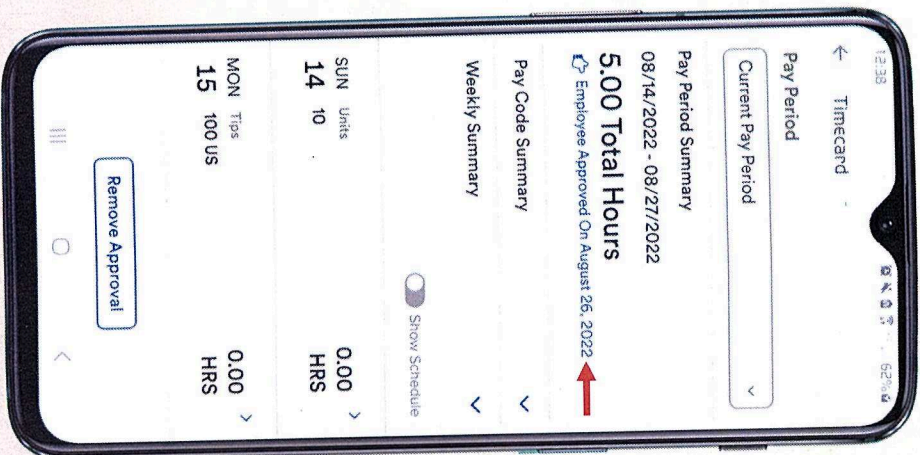 12:38
62%
Timecard
Pay Period
Current Pay Period
Pay Period Summary
08/14/2022 - 08/27/2022
5.00 Total Hours
Employee Approved On August 26, 2022
Pay Code Summary
Weekly Summary
Show Schedule
SUN Units
14 10
0.00
HRS
MON Tips
15 100 US
0.00
HRS
Remove Approval